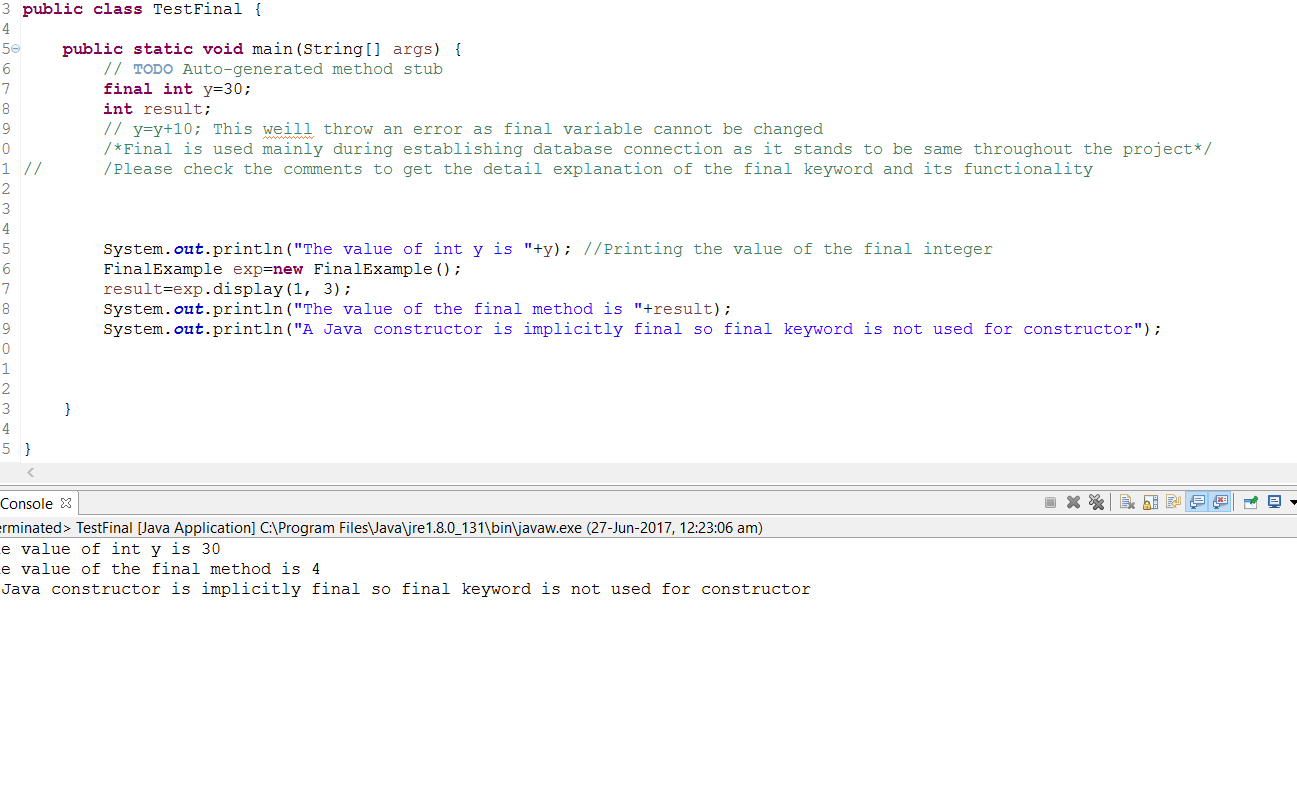 3 public class TestFinal {
4
5 public static void main(String[] args) {
6 // TODO Auto-generated method stub
7 final int y=30;
8 int result;
9 // y=y+10; This weill throw an error as final variable cannot be changed
0 /*Final is used mainly during establishing database connection as it stands to be same throughout the project*/
1 // /Please check the comments to get the detail explanation of the final keyword and its functionality
2
3
4
5 System.out.println("The value of int y is "+y); //Printing the value of the final integer
6 FinalExample exp=new FinalExample();
7 result=exp.display(1, 3);
8 System.out.println("The value of the final method is "+result);
9 System.out.println("A Java constructor is implicitly final so final keyword is not used for constructor");
0
1
2
3 }
4
5 }
Console
erminated> TestFinal [Java Application] C:\Program Files\Java\jre1.8.0_131\bin\javaw.exe (27-Jun-2017, 12:23:06 am)
e value of int y is 30
e value of the final method is 4
Java constructor is implicitly final so final keyword is not used for constructor